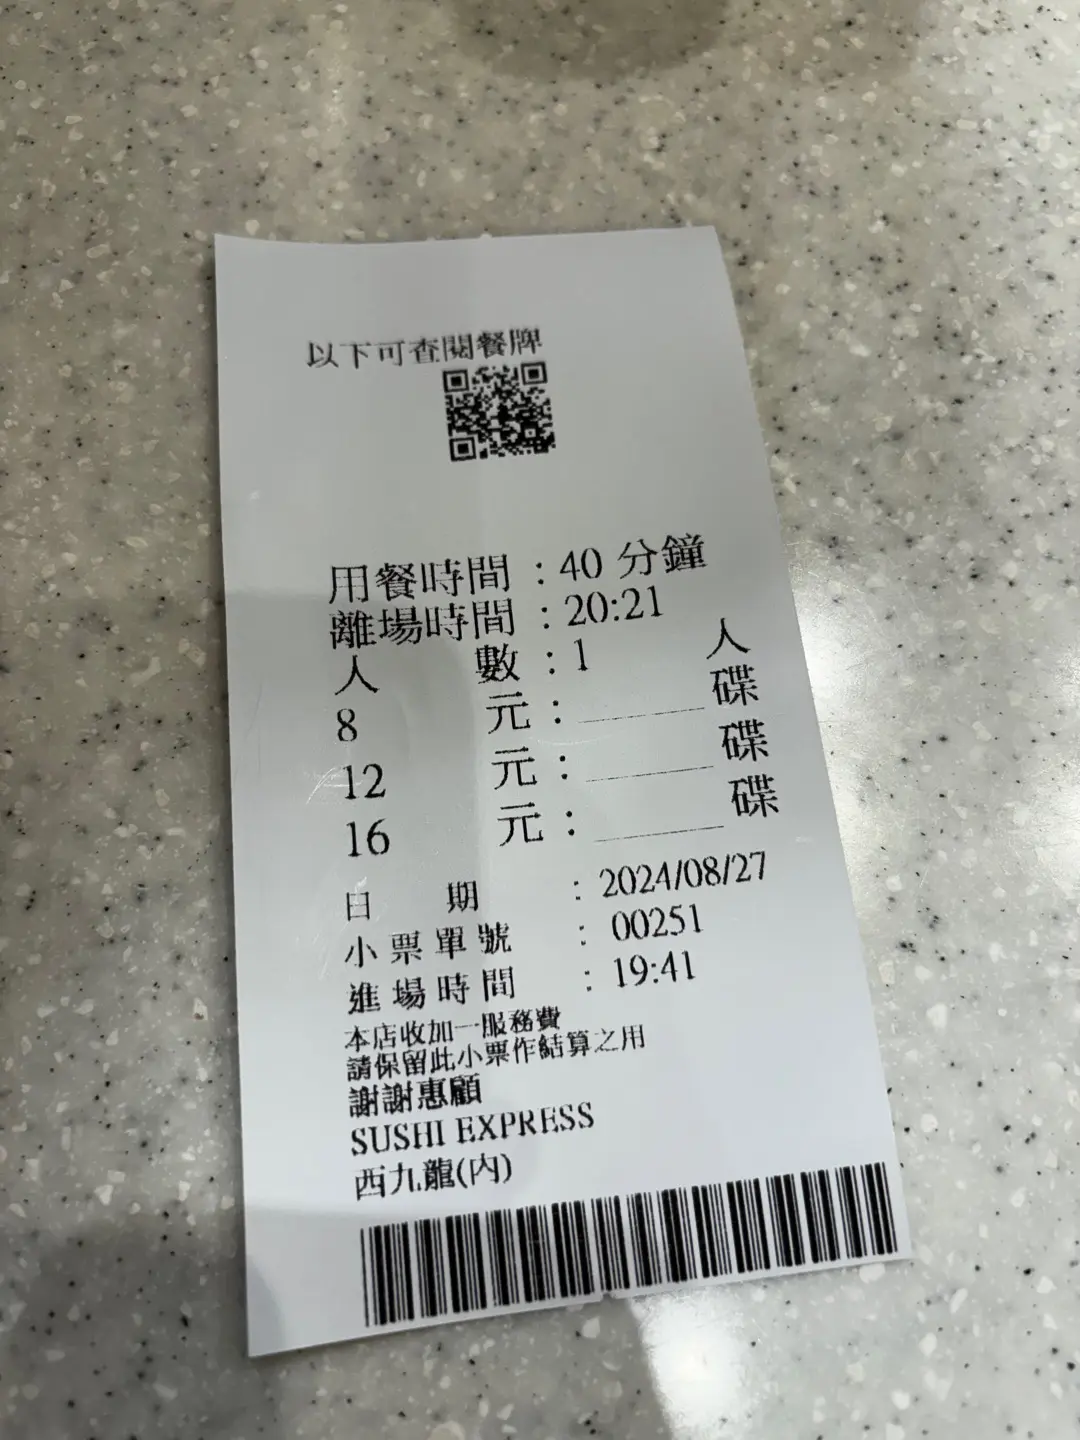 以下可查閱餐牌
用餐時間 : 40 分鐘
離場時間 : 20:21
人 數 : 1 人
8 元 : ______ 碟
12 元 : ______ 碟
16 元 : ______ 碟
日 期 : 2024/08/27
小票單號 : 00251
進場時間 : 19:41
本店收加一服務費
請保留此小票作結算之用
謝謝惠顧
SUSHI EXPRESS
西九龍(內)